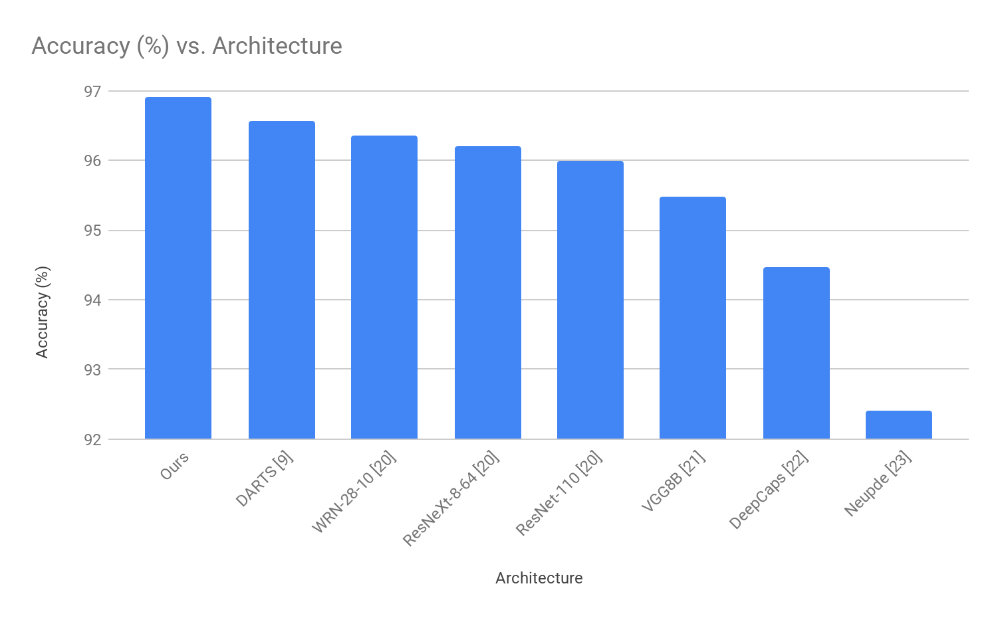 Accuracy (%) vs. Architecture
97
96
95
94
93
92
Accuracy (%)
Ours
DARTS [9]
WRN-28-10 [20]
ResNeXt-8-64 [20]
ResNet-110 [20]
VGG8B [21]
DeepCaps [22]
Neupde [23]
Architecture